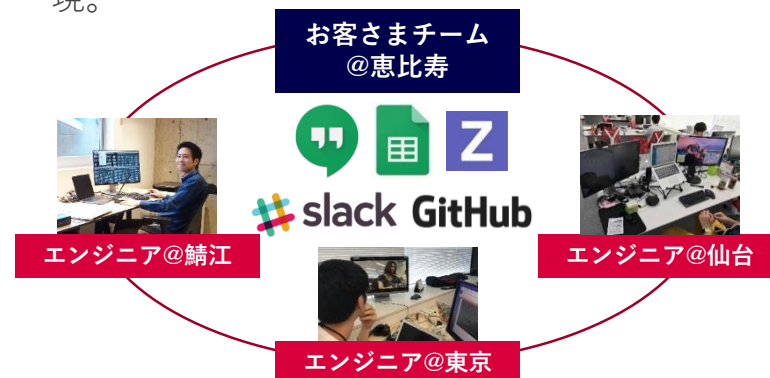 現。
お客さまチーム
@恵比寿
Z
slack GitHub
エンジニア@鯖江
エンジニア@仙台
エンジニア@東京